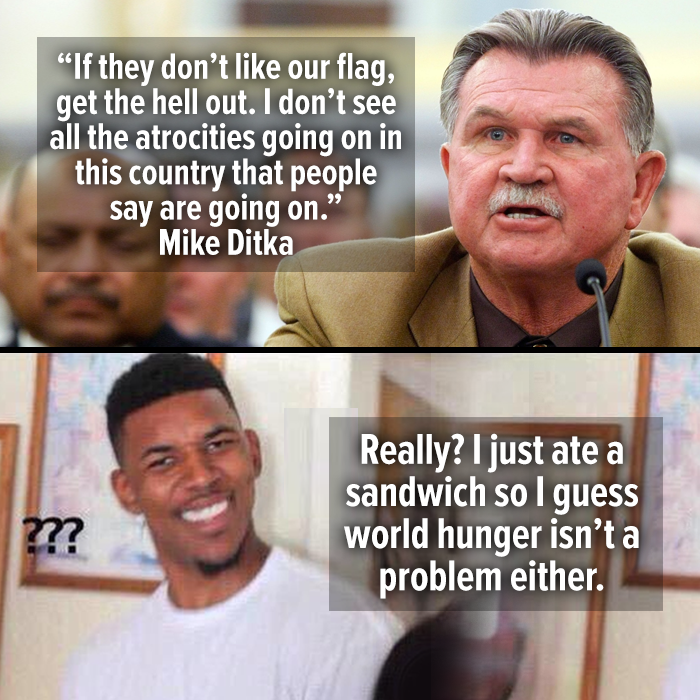 “If they don’t like our flag,
get the hell out. I don’t see
all the atrocities going on in
this country that people
say are going on.”
Mike Ditka
???
Really? I just ate a
sandwich so I guess
world hunger isn’t a
problem either.